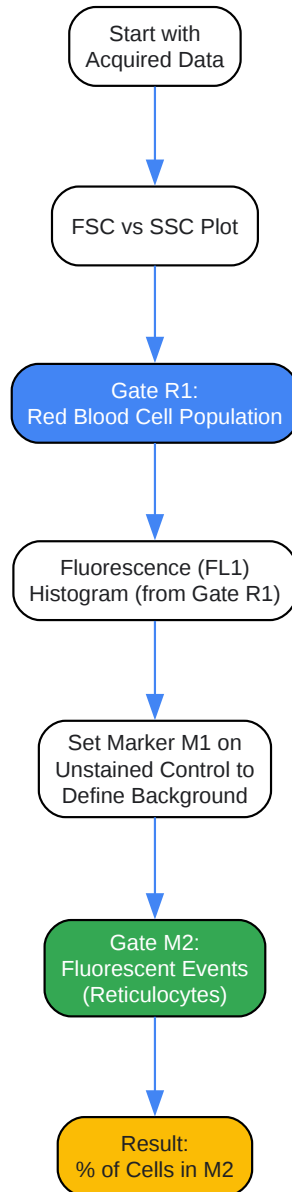 Start with
Acquired Data
FSC vs SSC Plot
Gate R1:
Red Blood Cell Population
Fluorescence (FL1)
Histogram (from Gate R1)
Set Marker M1 on
Unstained Control to
Define Background
Gate M2:
Fluorescent Events
(Reticulocytes)
Result:
% of Cells in M2